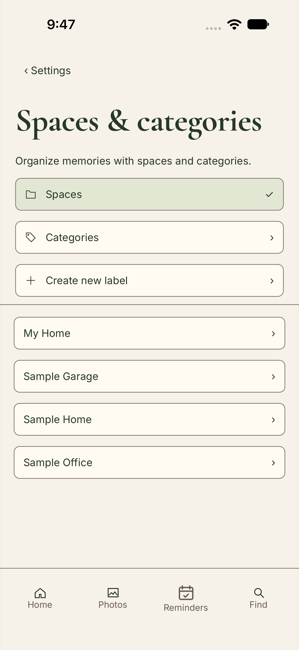 9:47
‹ Settings
Spaces & categories
Organize memories with spaces and categories.
Spaces
Categories
Create new label
My Home
Sample Garage
Sample Home
Sample Office
Home Photos Reminders Find